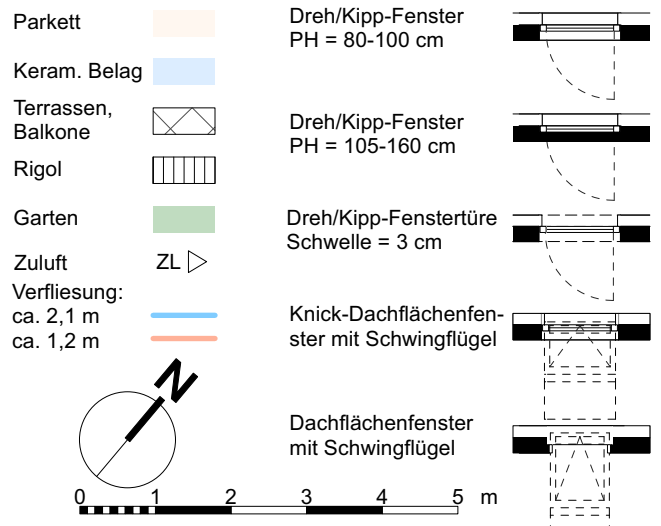 Parkett
Keram. Belag
Terrassen,
Balkone
Rigol
Garten
Zuluft ZL
Verfliesung:
ca. 2,1 m
ca. 1,2 m
N
0 1 2 3 4 5 m
Dreh/Kipp-Fenster
PH = 80-100 cm
Dreh/Kipp-Fenster
PH = 105-160 cm
Dreh/Kipp-Fenstertüre
Schwelle = 3 cm
Knick-Dachflächenfen-
ster mit Schwingflügel
Dachflächenfenster
mit Schwingflügel